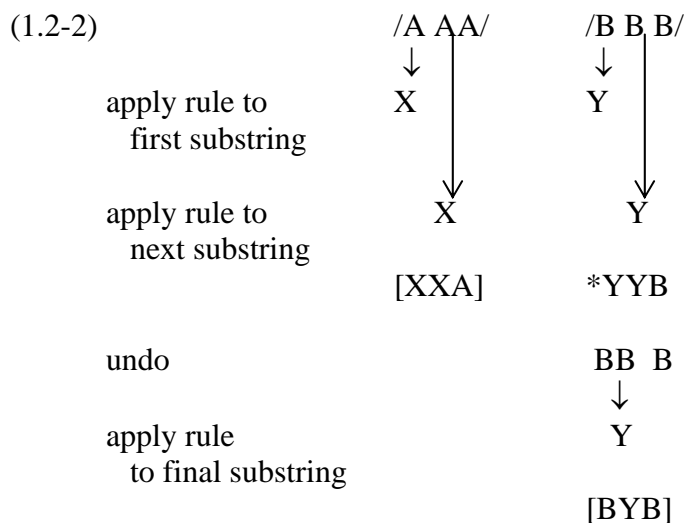 (1.2-2) /A AA/ /B B B/
↓ ↓
apply rule to X Y
first substring
apply rule to X Y
next substring
[XXA] *YYB
undo BB B
↓
apply rule Y
to final substring
[BYB]